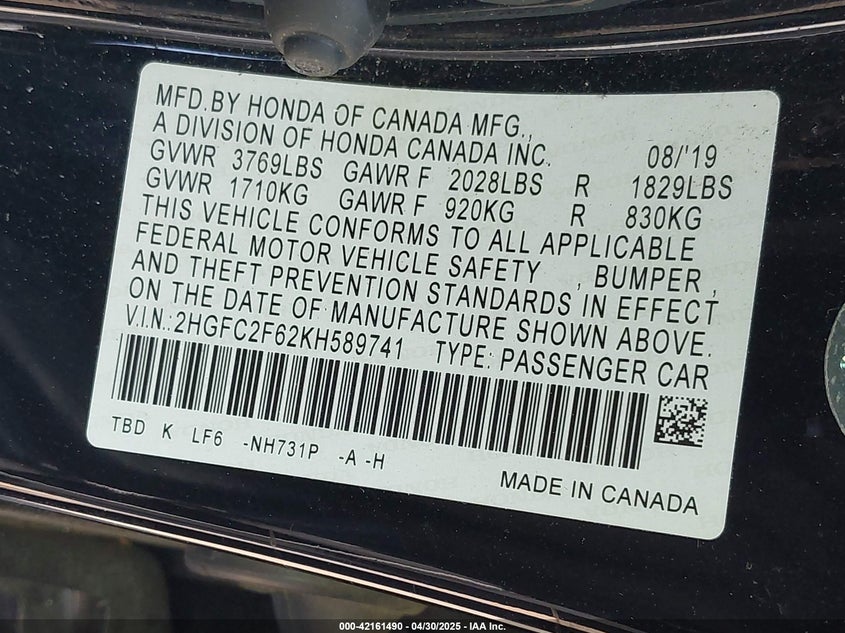 MFD.BY HONDA OF CANADA MFG.,
A DIVISION OF HONDA CANADA INC. 08/'19
GVWR 3769LBS GAWR F 2028LBS R 1829LBS
GVWR 1710KG GAWR F 920KG R 830KG
THIS VEHICLE CONFORMS TO ALL APPLICABLE
FEDERAL MOTOR VEHICLE SAFETY , BUMPER ,
AND THEFT PREVENTION STANDARDS IN EFFECT
ON THE DATE OF MANUFACTURE SHOWN ABOVE.
V.I.N.:2HGFC2F62KH589741 TYPE: PASSENGER CAR
TBD K LF6 -NH731P -A -H
MADE IN CANADA
000-42161490 - 04/30/2025 - IAA Inc.